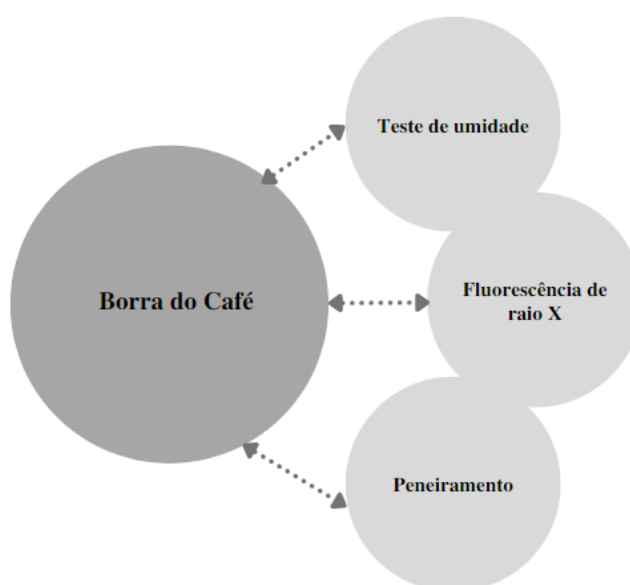 Teste de umidade
Borra do Café
Fluorescência de
raio X
Peneiramento